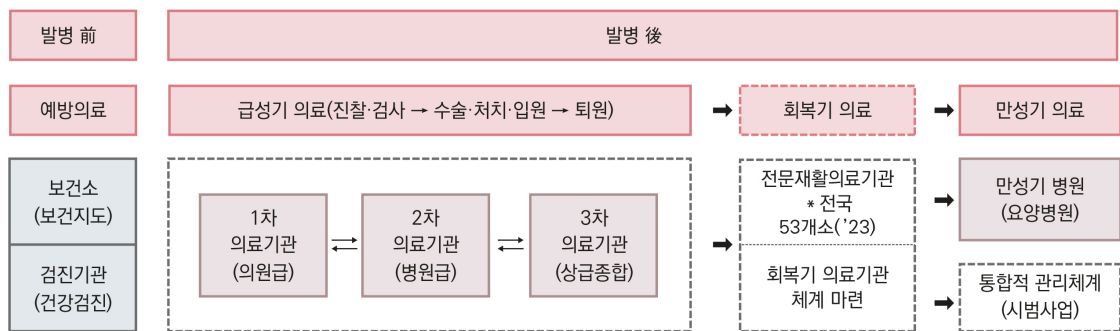 발병 前
발병 後
예방의료
급성기 의료(진찰·검사 → 수술·처치·입원 → 퇴원)
회복기 의료
만성기 의료
보건소
(보건지도)
검진기관
(건강검진)
1차
의료기관
(의원급)
2차
의료기관
(병원급)
3차
의료기관
(상급종합)
전문재활의료기관
* 전국
53개소(’23)
회복기 의료기관
체계 마련
만성기 병원
(요양병원)
통합적 관리체계
(시범사업)